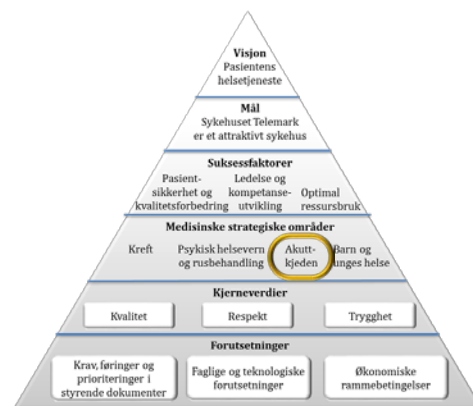 Visjon
Pasientens
helsetjeneste
Mål
Sykehuset Telemark
er et attraktivt sykehus
Suksessfaktorer
Pasient-
sikkerhet og
kvalitetsforbedring
Ledelse og
kompetanse-
utvikling
Optimal
ressursbruk
Medisinske strategiske områder
Kreft
Psykisk helsevern
og rusbehandling
Akutt-
kjeden
Barn og
unges helse
Kjerneverdier
Kvalitet
Respekt
Trygghet
Forutsetninger
Krav, føringer og
prioriteringer i
styrende dokumenter
Faglige og teknologiske
forutsetninger
Økonomiske
rammebetingelser